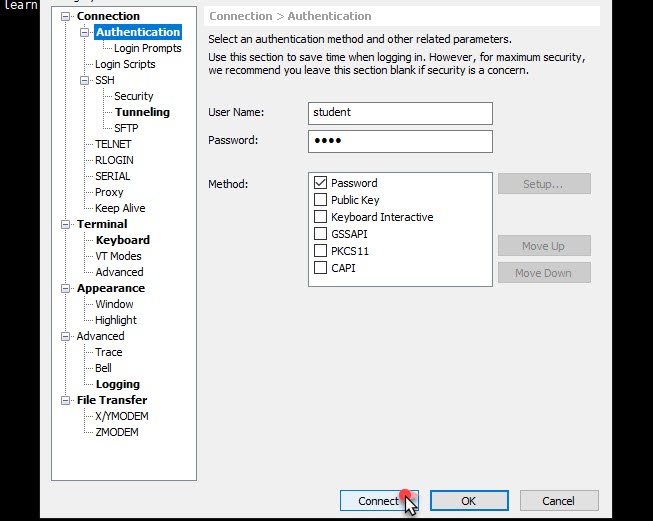 learn
Connection
Authentication
Login Prompts
Login Scripts
SSH
Security
Tunneling
SFTP
TELNET
RLOGIN
SERIAL
Proxy
Keep Alive
Terminal
Keyboard
VT Modes
Advanced
Appearance
Window
Highlight
Advanced
Trace
Bell
Logging
File Transfer
X/YMODEM
ZMODEM
Connection > Authentication
Select an authentication method and other related parameters.
Use this section to save time when logging in. However, for maximum security,
we recommend you leave this section blank if security is a concern.
User Name: student
Password: ●●●●
Method:
Password
Public Key
Keyboard Interactive
GSSAPI
PKCS11
CAPI
Setup...
Move Up
Move Down
Connect
OK
Cancel